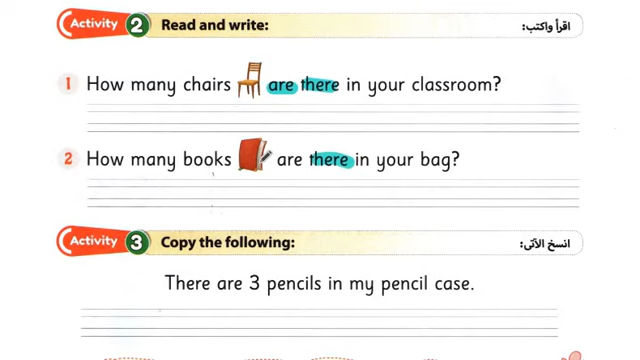 Activity 2 Read and write: اقرأ واكتب:
1 How many chairs are there in your classroom?
2 How many books are there in your bag?
Activity 3 Copy the following: انسخ الآتى:
There are 3 pencils in my pencil case.